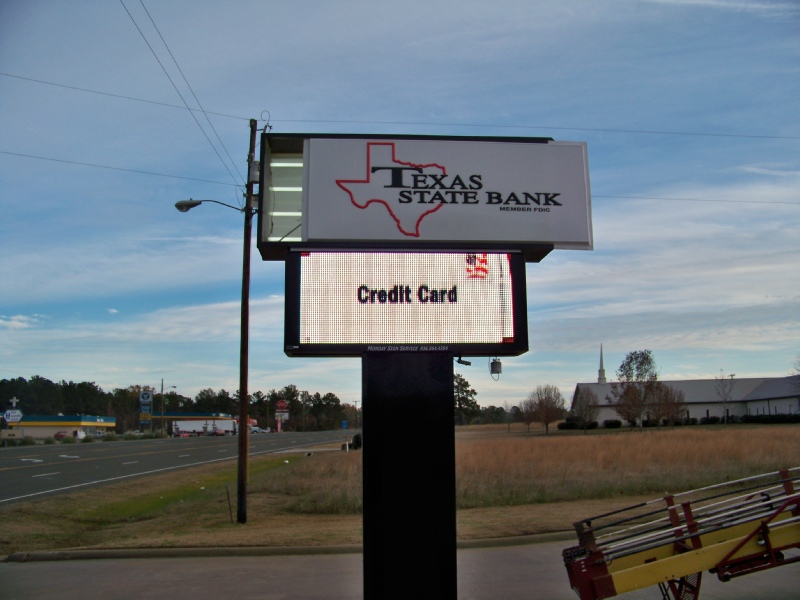 TEXAS
STATE BANK
MEMBER FDIC
Credit Card